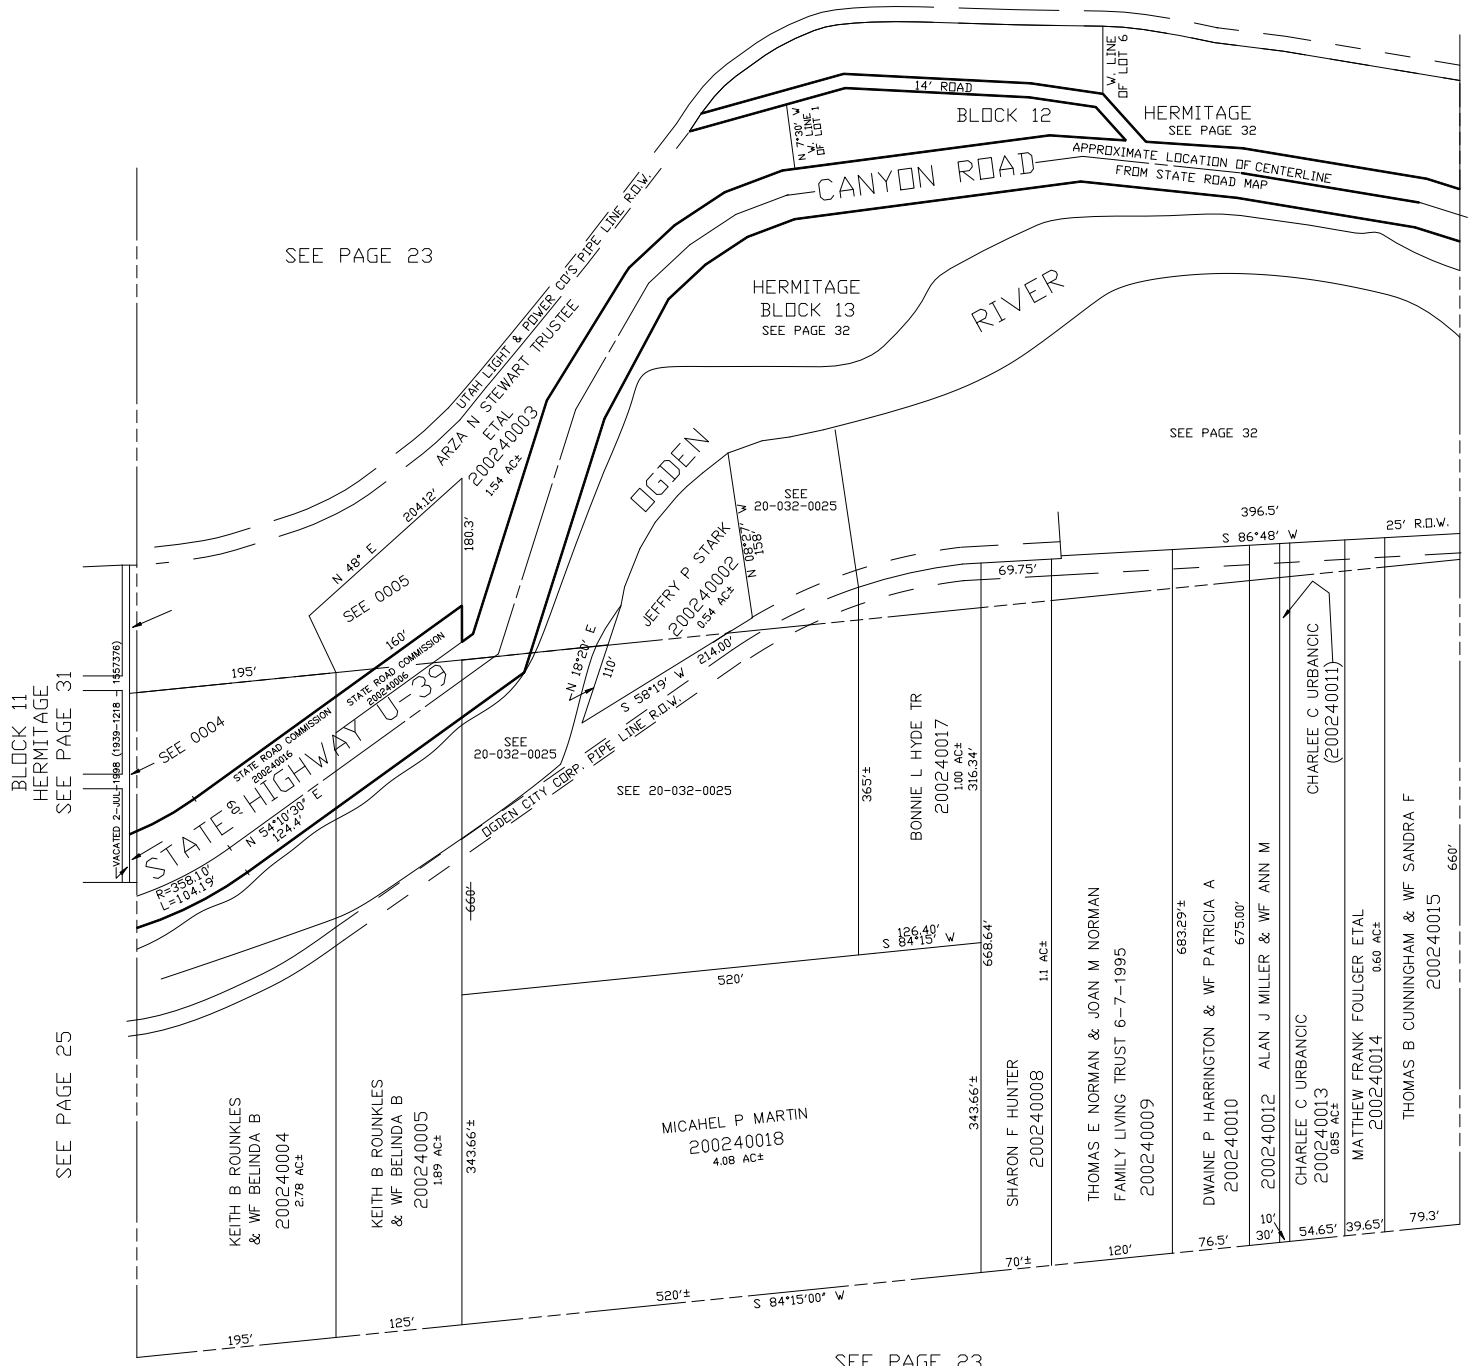 W. LINE
OF LOT 6
14' ROAD
BLOCK 12
HERMITAGE
SEE PAGE 32
N 7°30' W
W. LINE
OF LOT 1
CANYON ROAD
APPROXIMATE LOCATION OF CENTERLINE
FROM STATE ROAD MAP
SEE PAGE 23
UTAH LIGHT & POWER CO'S PIPE LINE R.O.W.
HERMITAGE
BLOCK 13
SEE PAGE 32
OGDEN RIVER
ARZA N STEWART TRUSTEE
ETAL
200240003
1.54 AC±
SEE PAGE 32
204.12'
N 48° E
180.3'
SEE 0005
SEE
20-032-0025
JEFFRY P STARK
200240002
0.54 AC±
N 08°27' W
158'
396.5'
S 86°48' W
25' R.O.W.
69.75'
160'
STATE ROAD COMMISSION
200240006
195'
N 18°20' E
110'
S 58°19' W 214.00'
BLOCK 11
HERMITAGE
SEE PAGE 31
VACATED 2-JUL-1998 (1939-1218 1557376)
SEE 0004
STATE ROAD COMMISSION
200240016
STATE HIGHWAY U-39
60'
N 54°10'30" E
124.4'
R=358.10'
L=104.19'
SEE
20-032-0025
OGDEN CITY CORP. PIPE LINE R.O.W.
SEE 20-032-0025
365'±
BONNIE L HYDE TR
200240017
1.00 AC±
316.34'
CHARLEE C URBANCIC
(200240011)
660'
126.40'
S 84°15' W
520'
668.64'
1.1 AC±
683.29'±
675.00'
660'
SEE PAGE 25
KEITH B ROUNKLES
& WF BELINDA B
200240004
2.78 AC±
KEITH B ROUNKLES
& WF BELINDA B
200240005
1.89 AC±
343.66'±
MICAHEL P MARTIN
200240018
4.08 AC±
343.66'±
SHARON F HUNTER
200240008
THOMAS E NORMAN & JOAN M NORMAN
FAMILY LIVING TRUST 6-7-1995
200240009
DWAINE P HARRINGTON & WF PATRICIA A
200240010
200240012 ALAN J MILLER & WF ANN M
CHARLEE C URBANCIC
200240013
0.85 AC±
MATTHEW FRANK FOULGER ETAL
200240014
0.60 AC±
THOMAS B CUNNINGHAM & WF SANDRA F
200240015
195'
125'
520'±
S 84°15'00" W
70'±
120'
76.5'
30'
10'
54.65'
39.65'
79.3'
SEE PAGE 23